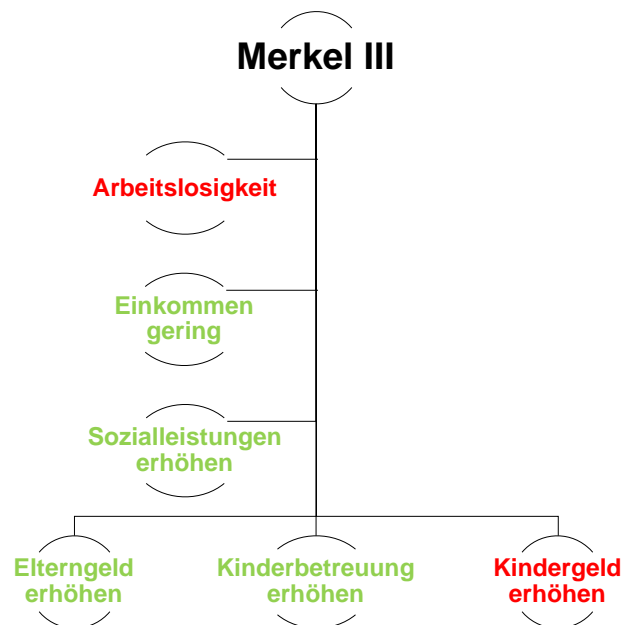 Merkel III
Arbeitslosigkeit
Einkommen
gering
Sozialleistungen
erhöhen
Elterngeld
erhöhen
Kinderbetreuung
erhöhen
Kindergeld
erhöhen